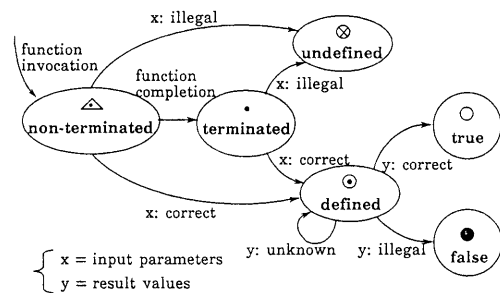 x: illegal
undefined
function
invocation
function
completion
x: illegal
non-terminated
terminated
true
x: correct
y: correct
x: correct
defined
y: unknown
y: illegal
false
x = input parameters
y = result values